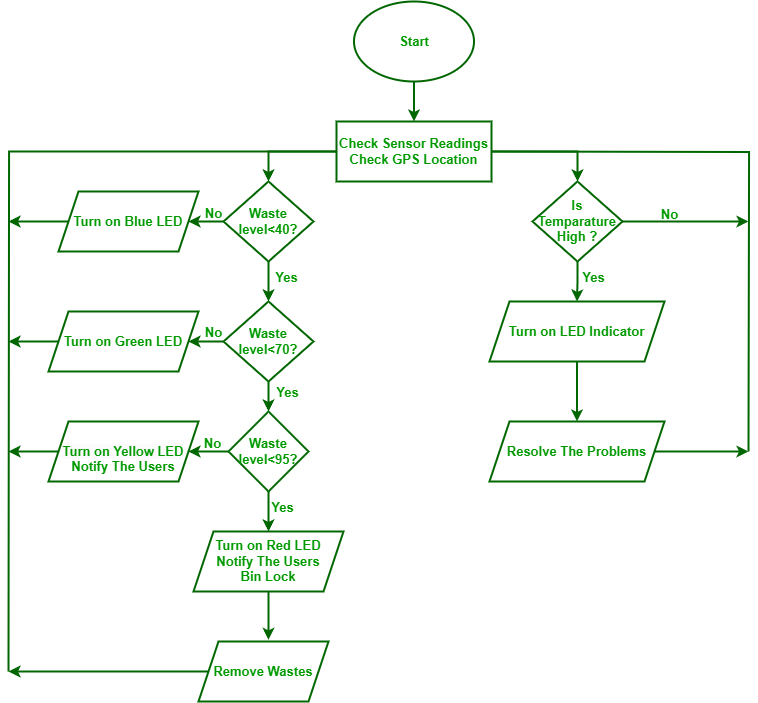 Start
Check Sensor Readings
Check GPS Location
Waste
level<40?
No
Turn on Blue LED
Yes
Waste
level<70?
No
Turn on Green LED
Yes
Waste
level<95?
No
Turn on Yellow LED
Notify The Users
Yes
Turn on Red LED
Notify The Users
Bin Lock
Remove Wastes
Is
Temparature
High ?
No
Yes
Turn on LED Indicator
Resolve The Problems